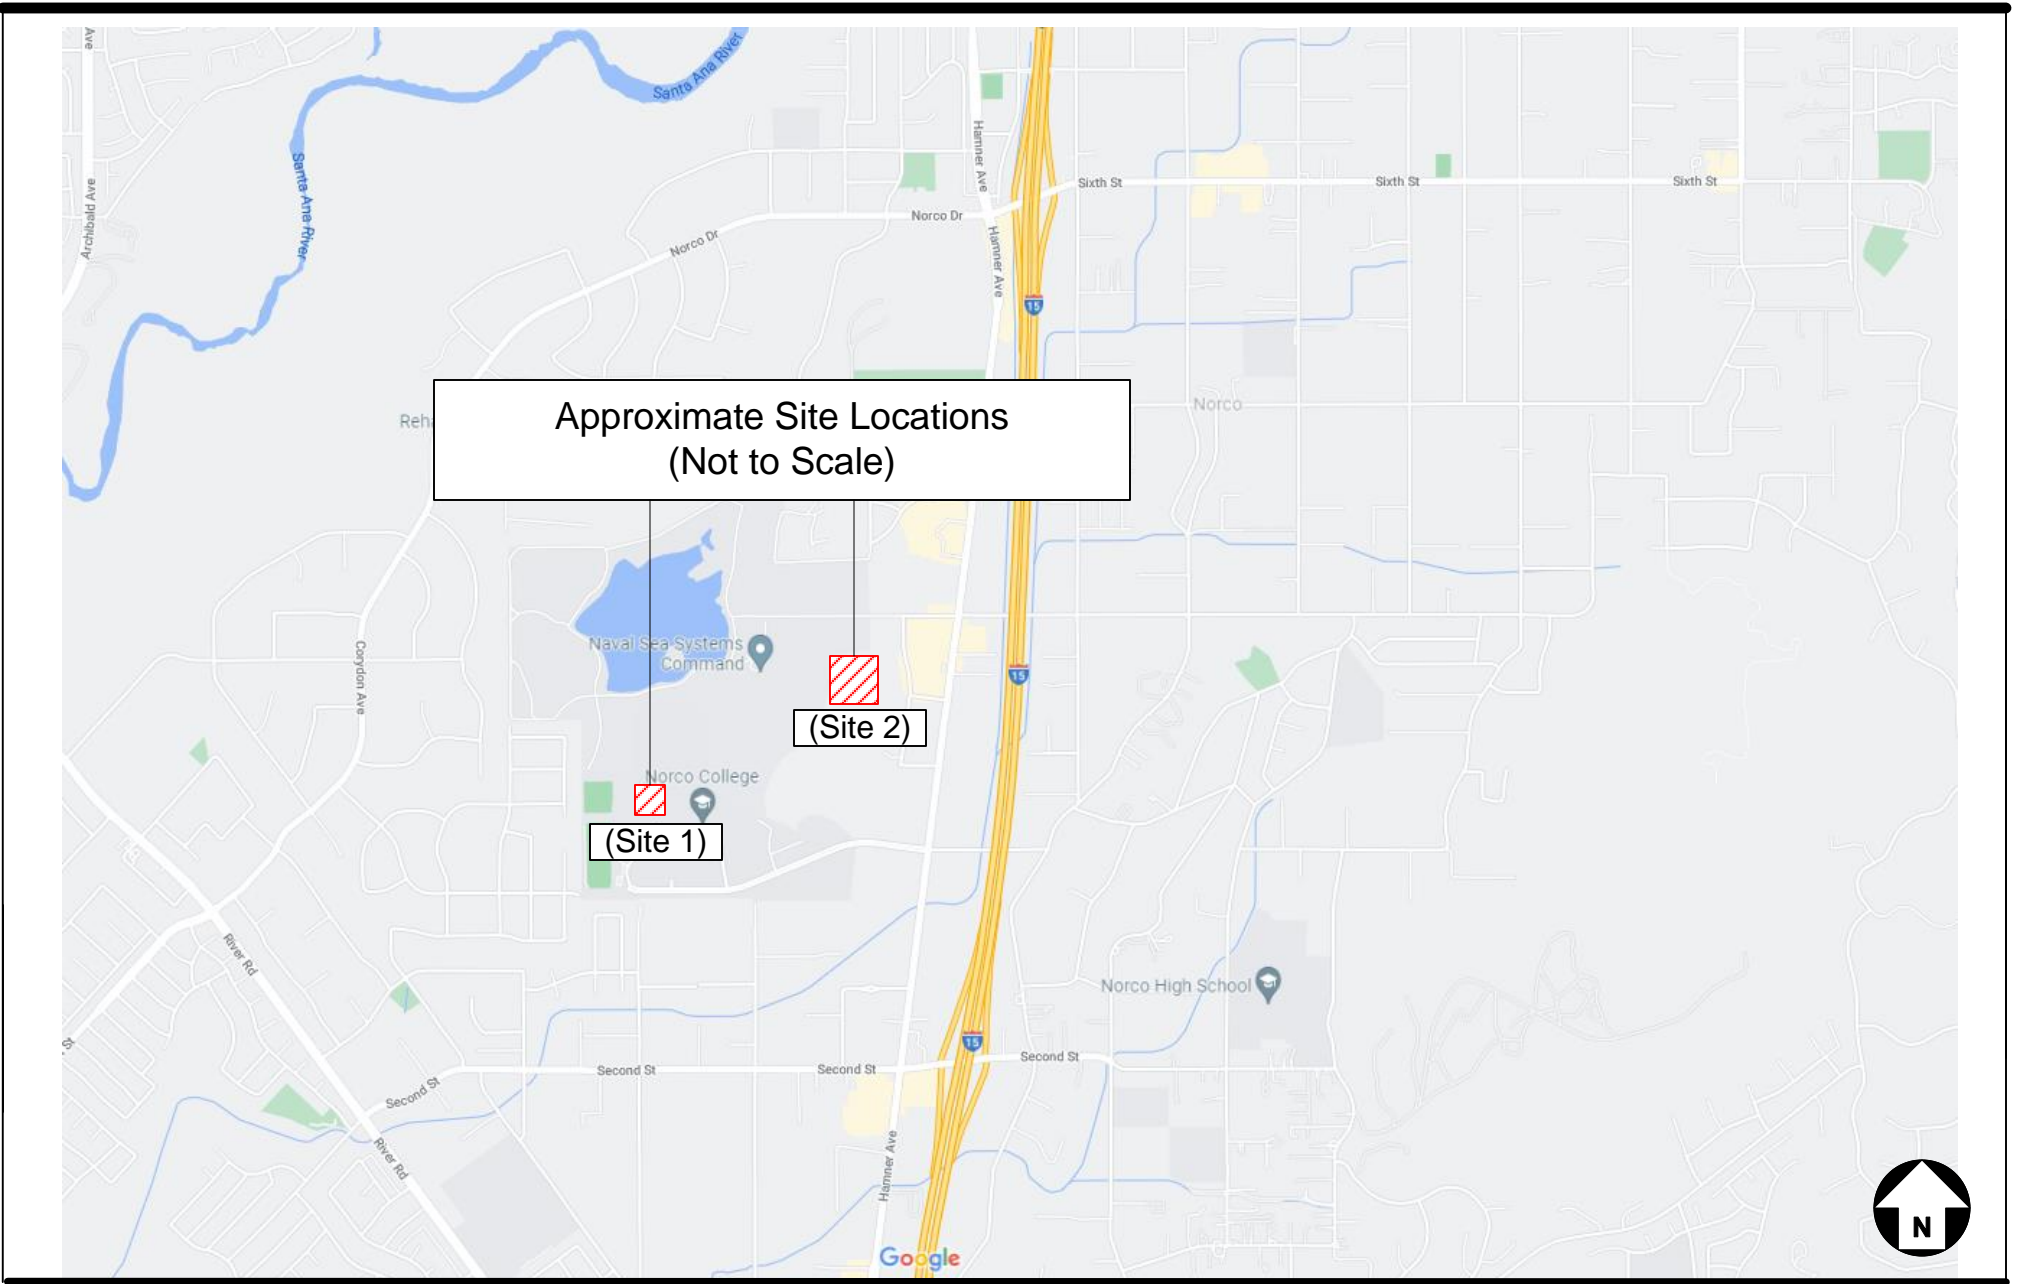 Ave
Santa Ana River
Hamner Ave
Santa Ana River
Archibald Ave
Sixth St
Sixth St
Sixth St
Norco Dr
Norco Dr
Hamner Ave
15
Approximate Site Locations
(Not to Scale)
Norco
Reh
Naval Sea Systems
Command
15
Corydon Ave
(Site 2)
Norco College
(Site 1)
River Rd
Norco High School
15
Second St
Second St
Second St
Second St
St
River Rd
Hamner Ave
Google
N